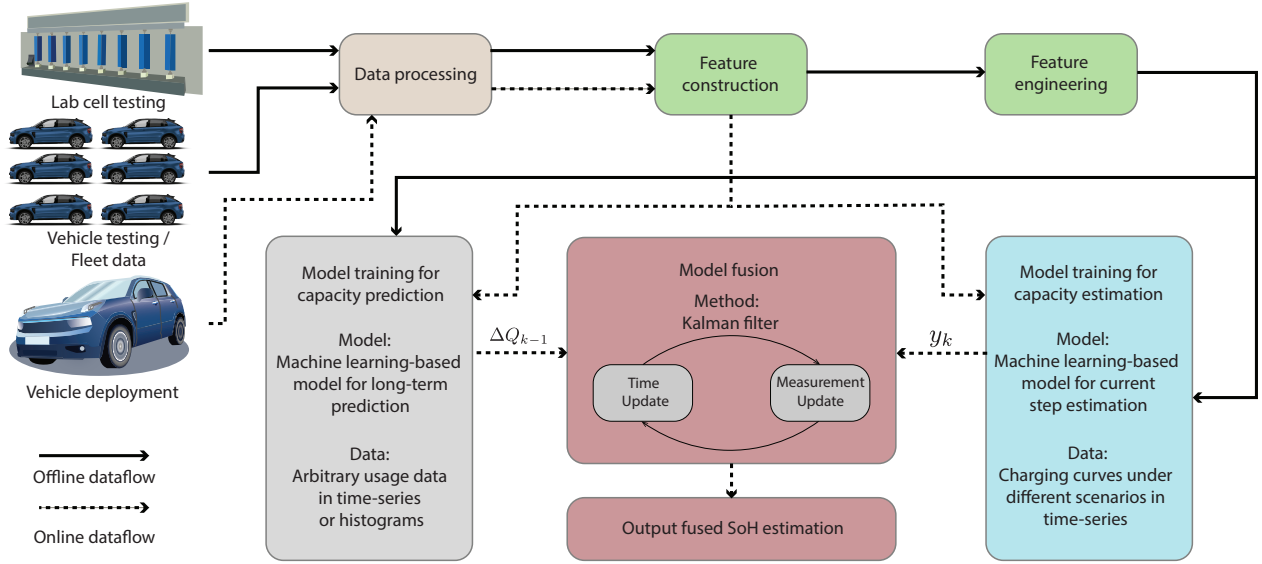 Lab cell testing
Vehicle testing /
Fleet data
Vehicle deployment
Offline dataflow
Online dataflow
Data processing
Feature
construction
Feature
engineering
Model training for
capacity prediction
Model:
Machine learning-based
model for long-term
prediction
Data:
Arbitrary usage data
in time-series
or histograms
ΔQₖ₋₁
Model fusion
Method:
Kalman filter
Time
Update
Measurement
Update
Output fused SoH estimation
yₖ
Model training for
capacity estimation
Model:
Machine learning-based
model for current
step estimation
Data:
Charging curves under
different scenarios in
time-series